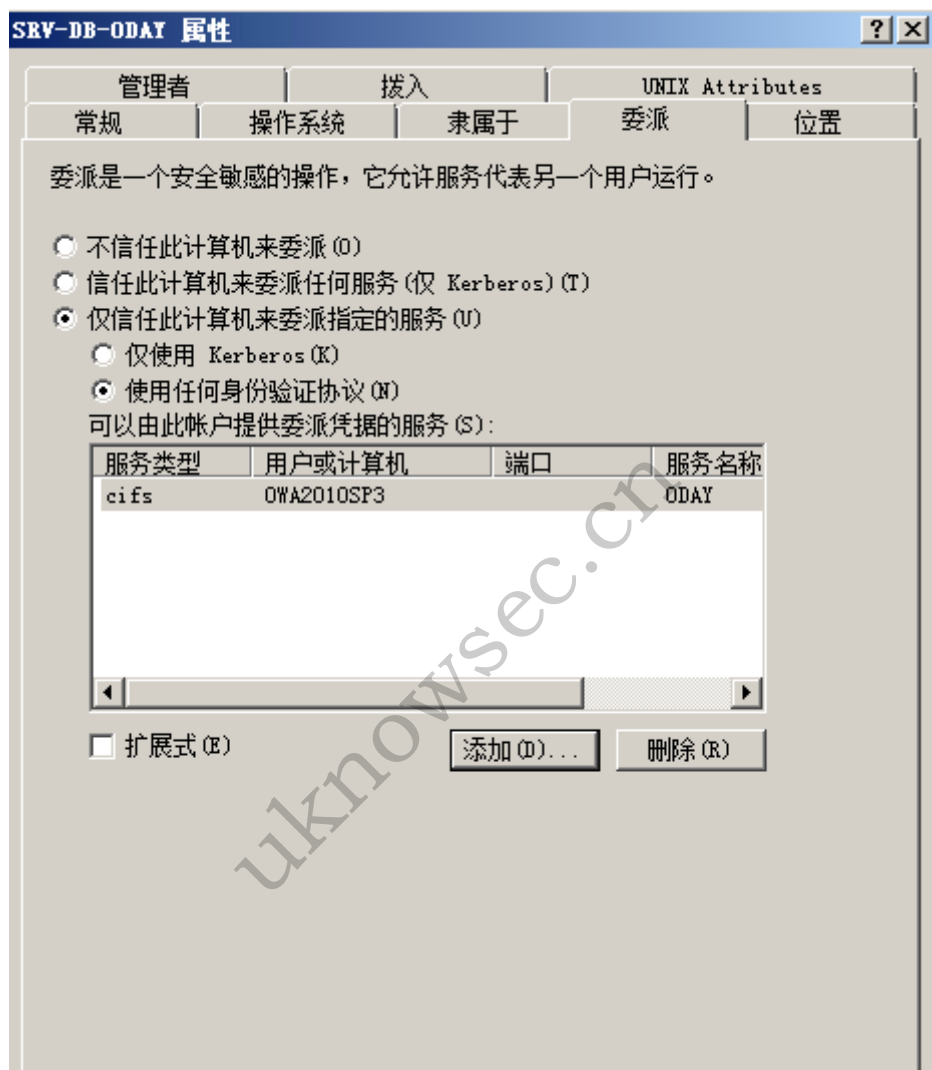 SRV-DB-0DAY 属性
管理者 拨入 UNIX Attributes
常规 操作系统 隶属于 委派 位置
委派是一个安全敏感的操作，它允许服务代表另一个用户运行。
不信任此计算机来委派(O)
信任此计算机来委派任何服务(仅 Kerberos)(T)
仅信任此计算机来委派指定的服务(U)
仅使用 Kerberos(K)
使用任何身份验证协议(N)
可以由此帐户提供委派凭据的服务(S):
服务类型 用户或计算机 端口 服务名称
cifs OWA2010SP3 0DAY
扩展式(E) 添加(D)... 删除(R)
uknowsec.cn